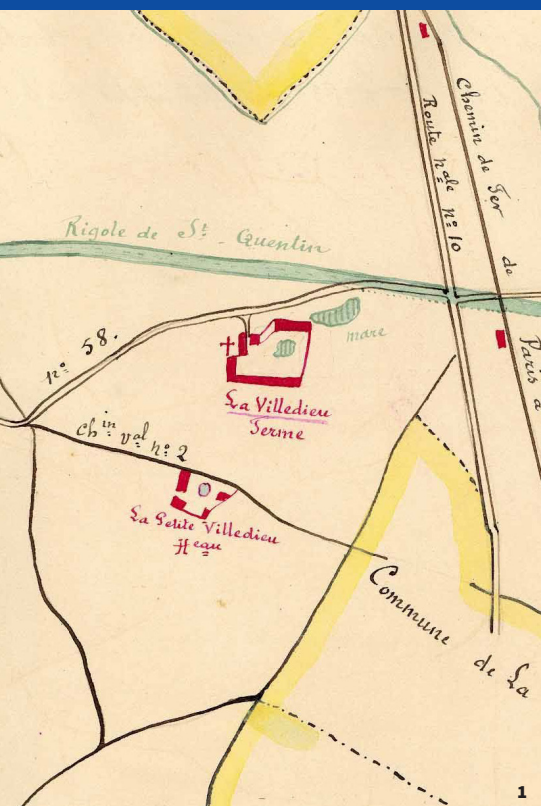 Chemin de Fer de Paris à
Route nale no 10
Rigole de St. Quentin
mare
no 58.
La Villedieu
Ferme
Chin val no 2
La Petite Villedieu
Heau
Commune de La
1